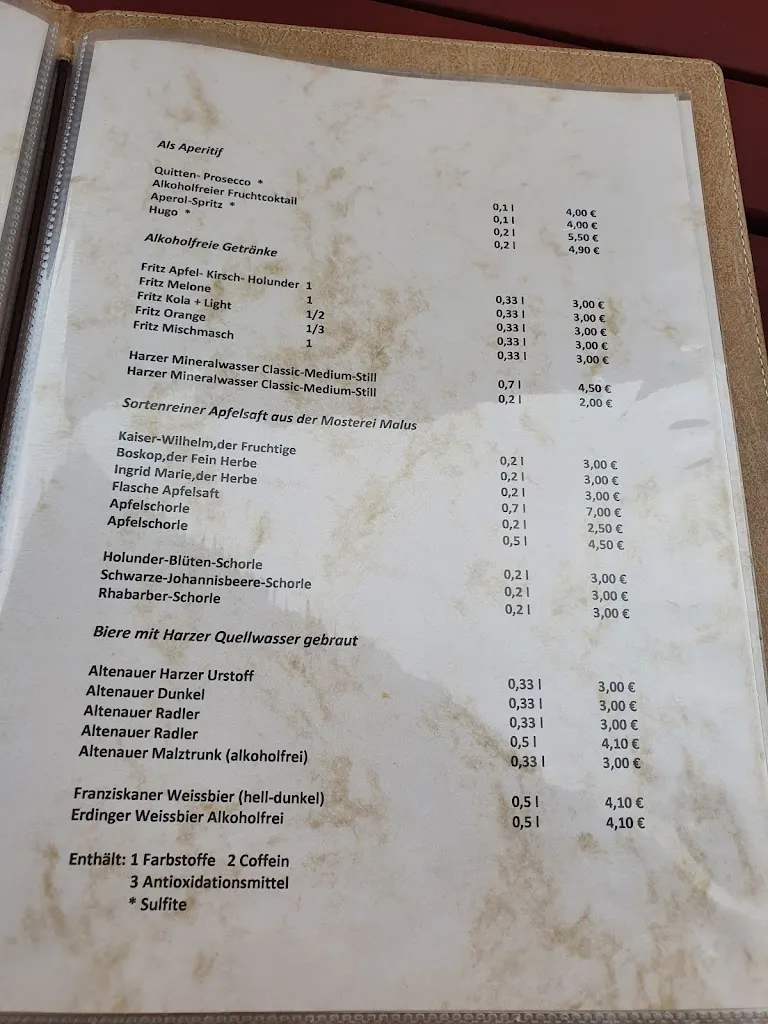 Als Aperitif
Quitten- Prosecco * 0,1 l 4,00 €
Alkoholfreier Fruchtcoktail 0,1 l 4,00 €
Aperol-Spritz * 0,2 l 5,50 €
Hugo * 0,2 l 4,90 €
Alkoholfreie Getränke
Fritz Apfel- Kirsch- Holunder 1 0,33 l 3,00 €
Fritz Melone 1 0,33 l 3,00 €
Fritz Kola + Light 1/2 0,33 l 3,00 €
Fritz Orange 1/3 0,33 l 3,00 €
Fritz Mischmasch 1 0,33 l 3,00 €
Harzer Mineralwasser Classic-Medium-Still 0,7 l 4,50 €
Harzer Mineralwasser Classic-Medium-Still 0,2 l 2,00 €
Sortenreiner Apfelsaft aus der Mosterei Malus
Kaiser-Wilhelm,der Fruchtige 0,2 l 3,00 €
Boskop,der Fein Herbe 0,2 l 3,00 €
Ingrid Marie,der Herbe 0,2 l 3,00 €
Flasche Apfelsaft 0,7 l 7,00 €
Apfelschorle 0,2 l 2,50 €
Apfelschorle 0,5 l 4,50 €
Holunder-Blüten-Schorle 0,2 l 3,00 €
Schwarze-Johannisbeere-Schorle 0,2 l 3,00 €
Rhabarber-Schorle 0,2 l 3,00 €
Biere mit Harzer Quellwasser gebraut
Altenauer Harzer Urstoff 0,33 l 3,00 €
Altenauer Dunkel 0,33 l 3,00 €
Altenauer Radler 0,33 l 3,00 €
Altenauer Radler 0,5 l 4,10 €
Altenauer Malztrunk (alkoholfrei) 0,33 l 3,00 €
Franziskaner Weissbier (hell-dunkel) 0,5 l 4,10 €
Erdinger Weissbier Alkoholfrei 0,5 l 4,10 €
Enthält: 1 Farbstoffe 2 Coffein
3 Antioxidationsmittel
* Sulfite